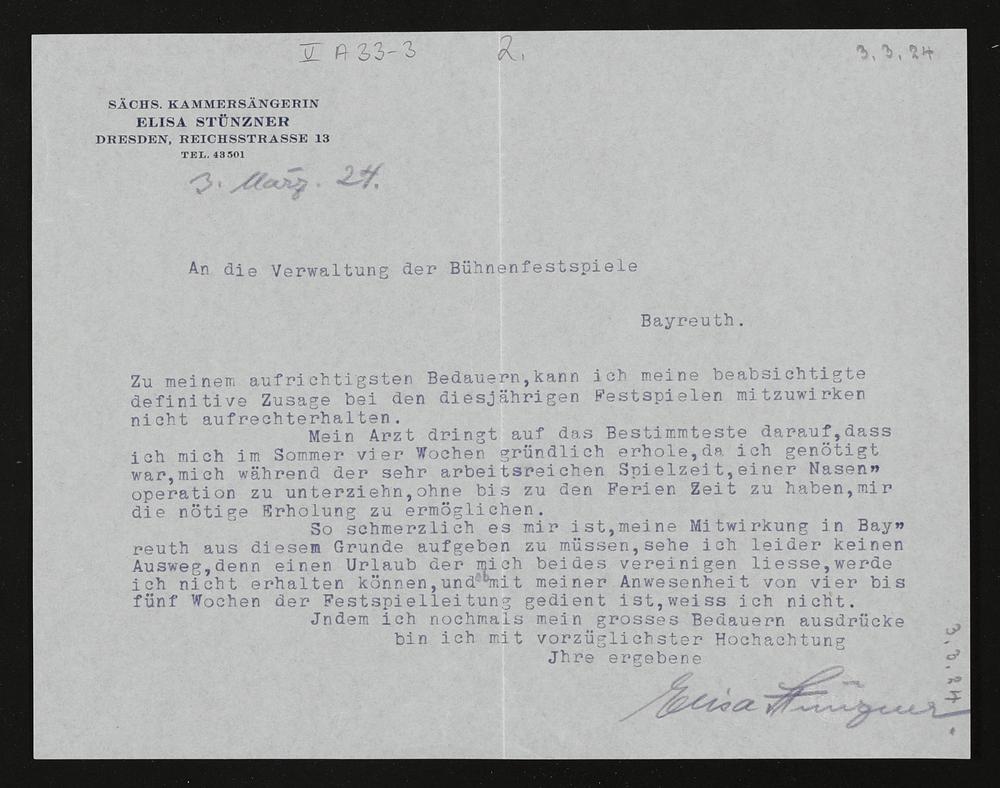 V A 33-3 2. 3.3.24
SÄCHS. KAMMERSÄNGERIN
ELISA STÜNZNER
DRESDEN, REICHSSTRASSE 13
TEL. 43501
3. März. 24.
An die Verwaltung der Bühnenfestspiele
Bayreuth.
Zu meinem aufrichtigsten Bedauern,kann ich meine beabsichtigte
definitive Zusage bei den diesjährigen Festspielen mitzuwirken
nicht aufrechterhalten.
Mein Arzt dringt auf das Bestimmteste darauf,dass
ich mich im Sommer vier Wochen gründlich erhole,da ich genötigt
war,mich während der sehr arbeitsreichen Spielzeit,einer Nasen"
operation zu unterziehn,ohne bis zu den Ferien Zeit zu haben,mir
die nötige Erholung zu ermöglichen.
So schmerzlich es mir ist,meine Mitwirkung in Bay"
reuth aus diesem Grunde aufgeben zu müssen,sehe ich leider keinen
Ausweg,denn einen Urlaub der mich beides vereinigen liesse,werde
ich nicht erhalten können,und ob mit meiner Anwesenheit von vier bis
fünf Wochen der Festspielleitung gedient ist,weiss ich nicht.
Jndem ich nochmals mein grosses Bedauern ausdrücke
bin ich mit vorzüglichster Hochachtung
Jhre ergebene
Elisa Stünzner
3.3.24.